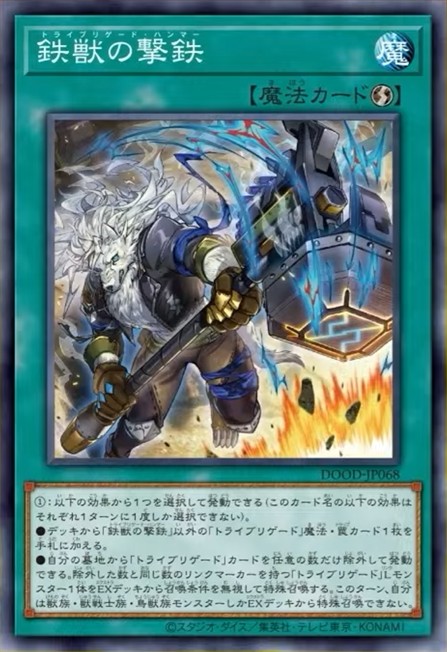 トライブリゲード・ハンマー
鉄獣の撃鉄
魔
【魔法カード】
DOOD-JP068
①:以下の効果から1つを選択して発動できる(このカード名の以下の効果は
それぞれ1ターンに1度しか選択できない)。
●デッキから「鉄獣の撃鉄」以外の「トライブリゲード」魔法・罠カード1枚を
手札に加える。
●自分の墓地から「トライブリゲード」カードを任意の数だけ除外して発動
できる。除外した数と同じ数のリンクマーカーを持つ「トライブリゲード」Lモン
スター1体をEXデッキから召喚条件を無視して特殊召喚する。このターン、自分
は獣族・獣戦士族・鳥獣族モンスターしかEXデッキから特殊召喚できない。
©スタジオ・ダイス/集英社・テレビ東京・KONAMI